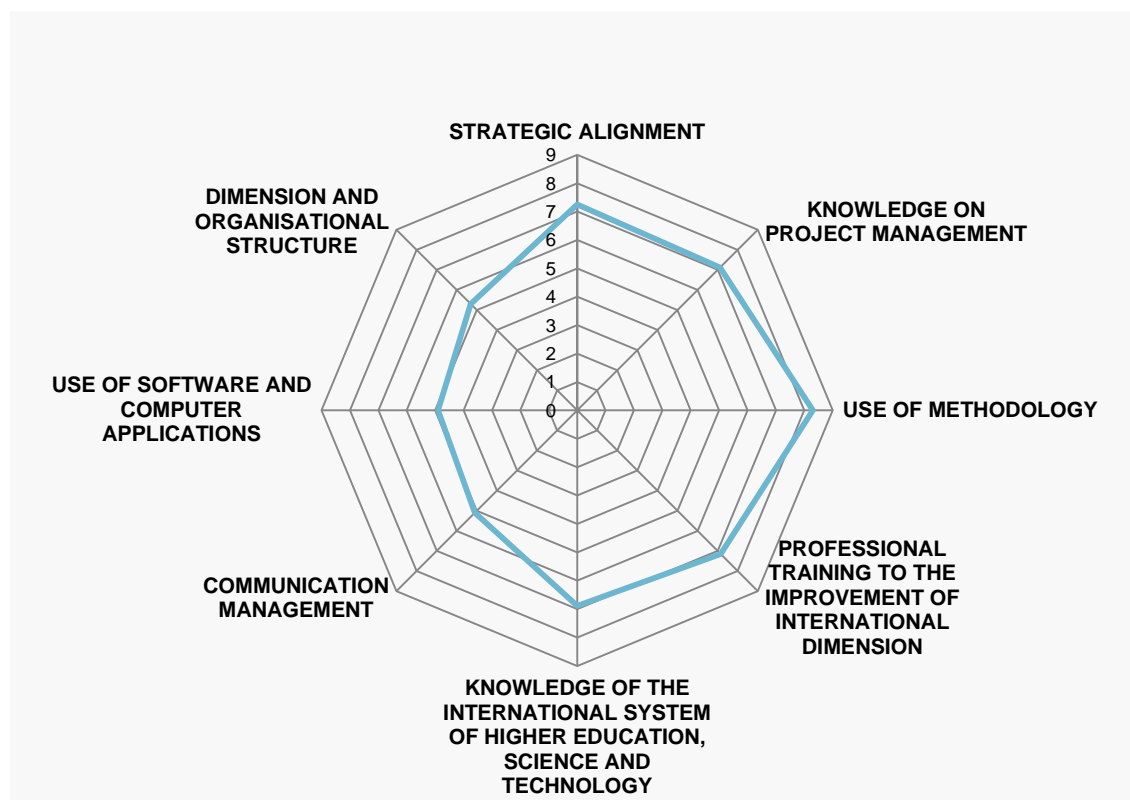 STRATEGIC ALIGNMENT
9
8
7
6
5
4
3
2
1
0
KNOWLEDGE ON
PROJECT MANAGEMENT
USE OF METHODOLOGY
PROFESSIONAL
TRAINING TO THE
IMPROVEMENT OF
INTERNATIONAL
DIMENSION
KNOWLEDGE OF THE
INTERNATIONAL SYSTEM
OF HIGHER EDUCATION,
SCIENCE AND
TECHNOLOGY
COMMUNICATION
MANAGEMENT
USE OF SOFTWARE AND
COMPUTER
APPLICATIONS
DIMENSION AND
ORGANISATIONAL
STRUCTURE